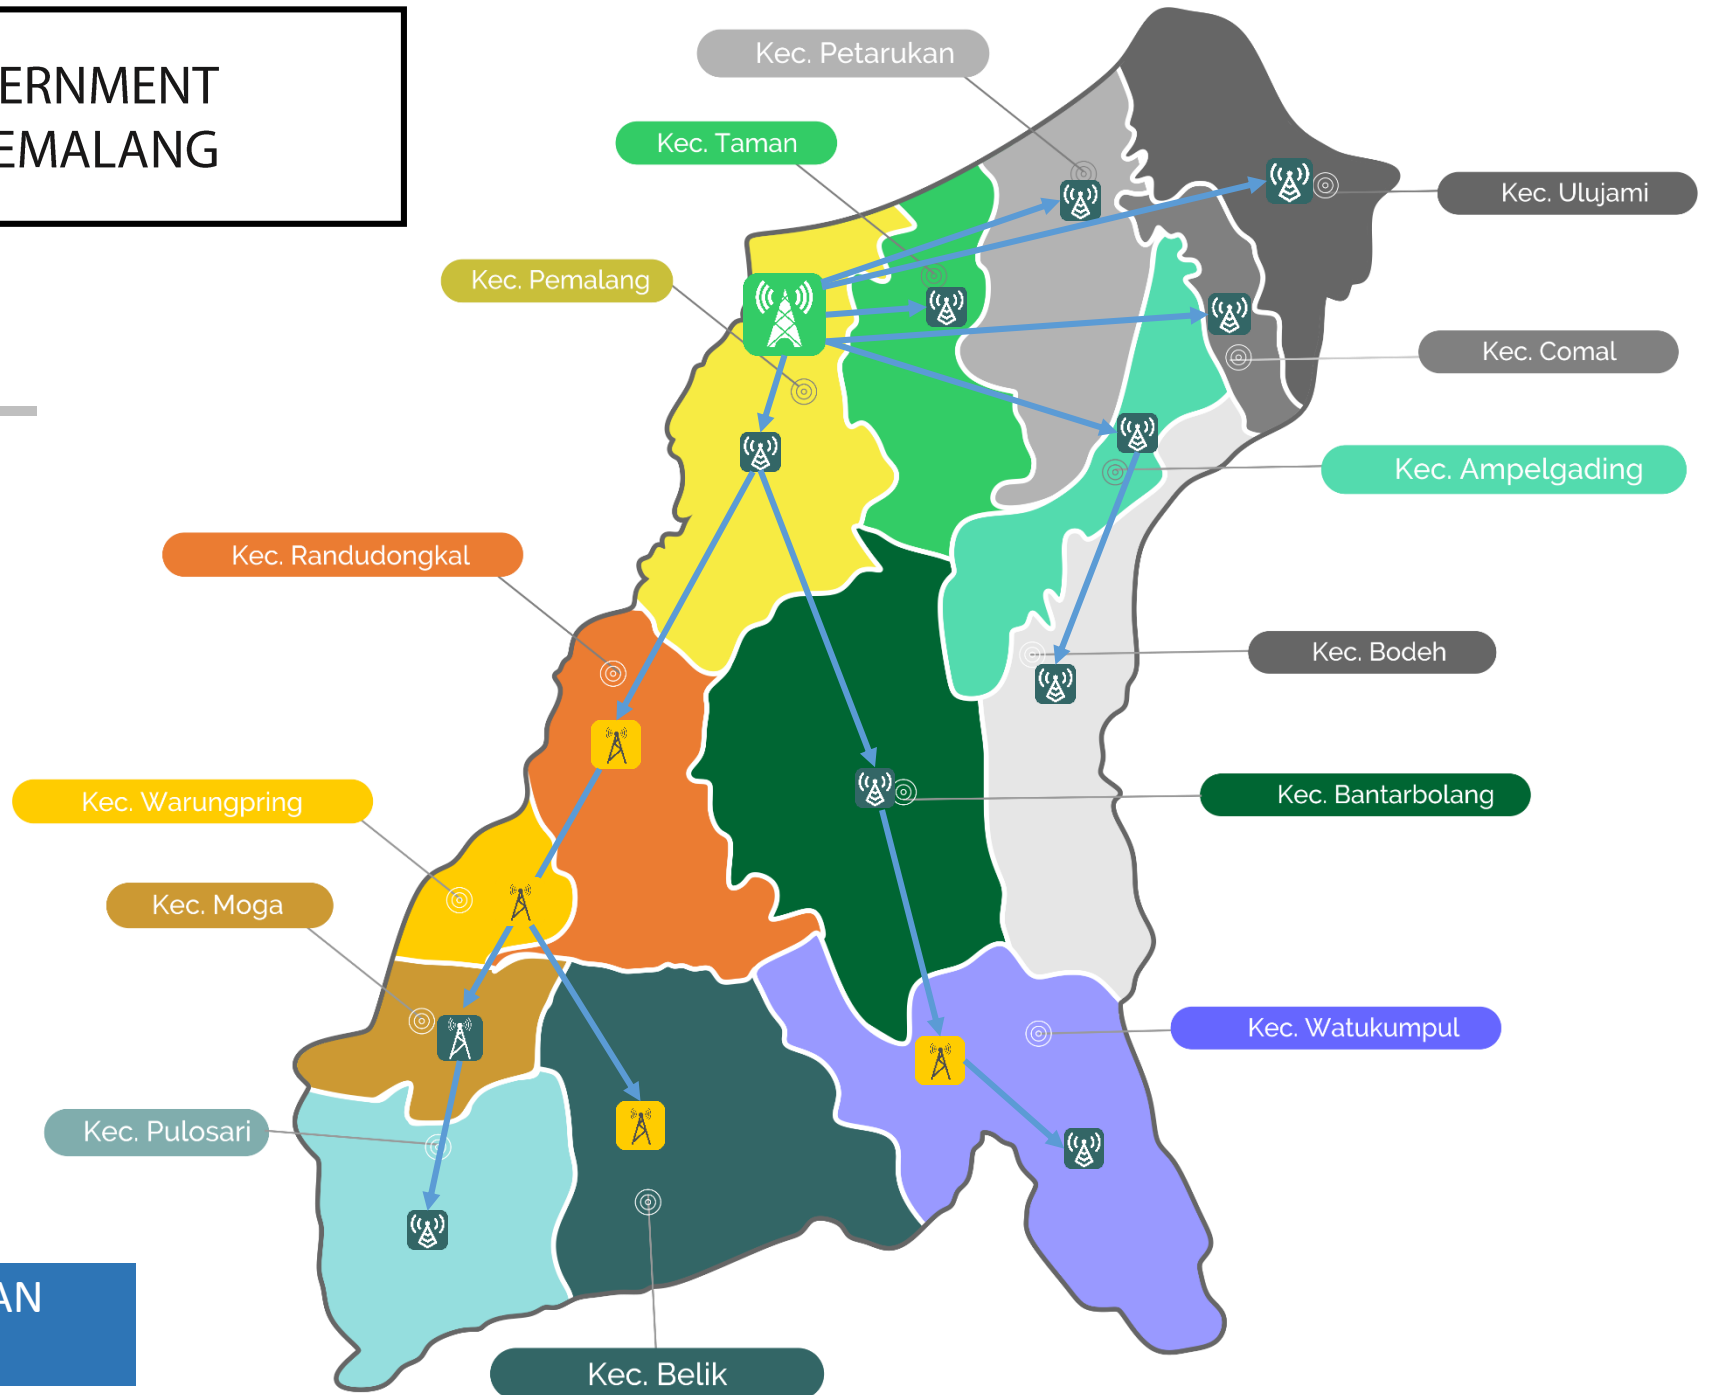 ERNMENT
EMALANG
Kec. Petarukan
Kec. Taman
Kec. Ulujami
Kec. Pemalang
Kec. Comal
Kec. Ampelgading
Kec. Randudongkal
Kec. Bodeh
Kec. Warungpring
Kec. Bantarbolang
Kec. Moga
Kec. Watukumpul
Kec. Pulosari
AN
Kec. Belik